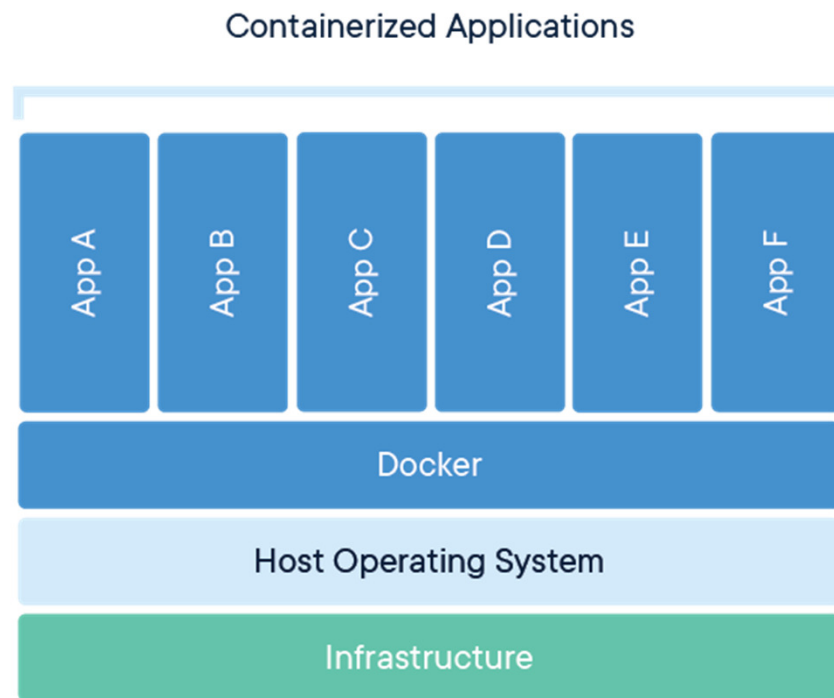 Containerized Applications
App A
App B
App C
App D
App E
App F
Docker
Host Operating System
Infrastructure